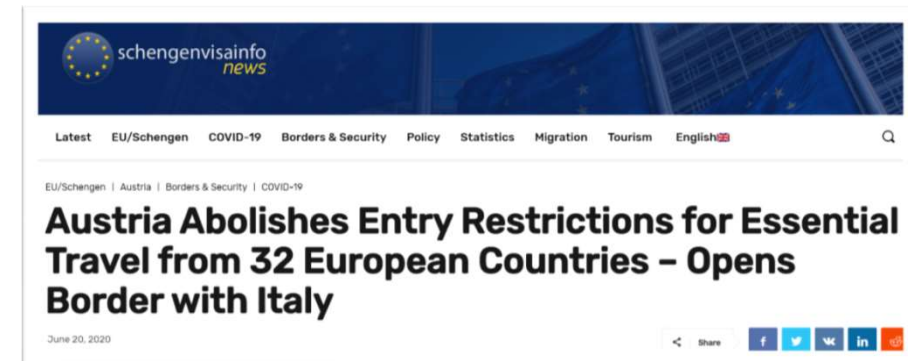 schengenvisainfo
news
Latest EU/Schengen COVID-19 Borders & Security Policy Statistics Migration Tourism English
EU/Schengen | Austria | Borders & Security | COVID-19
Austria Abolishes Entry Restrictions for Essential
Travel from 32 European Countries – Opens
Border with Italy
June 20, 2020 Share